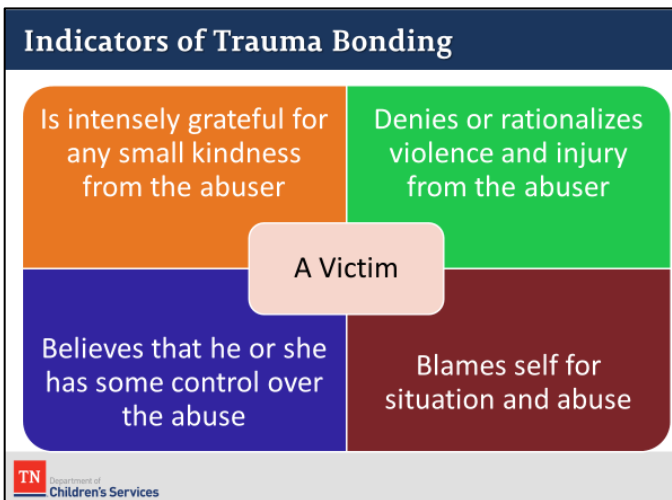 Indicators of Trauma Bonding
Is intensely grateful for
any small kindness
from the abuser
Denies or rationalizes
violence and injury
from the abuser
A Victim
Believes that he or she
has some control over
the abuse
Blames self for
situation and abuse
TN
Department of
Children's Services